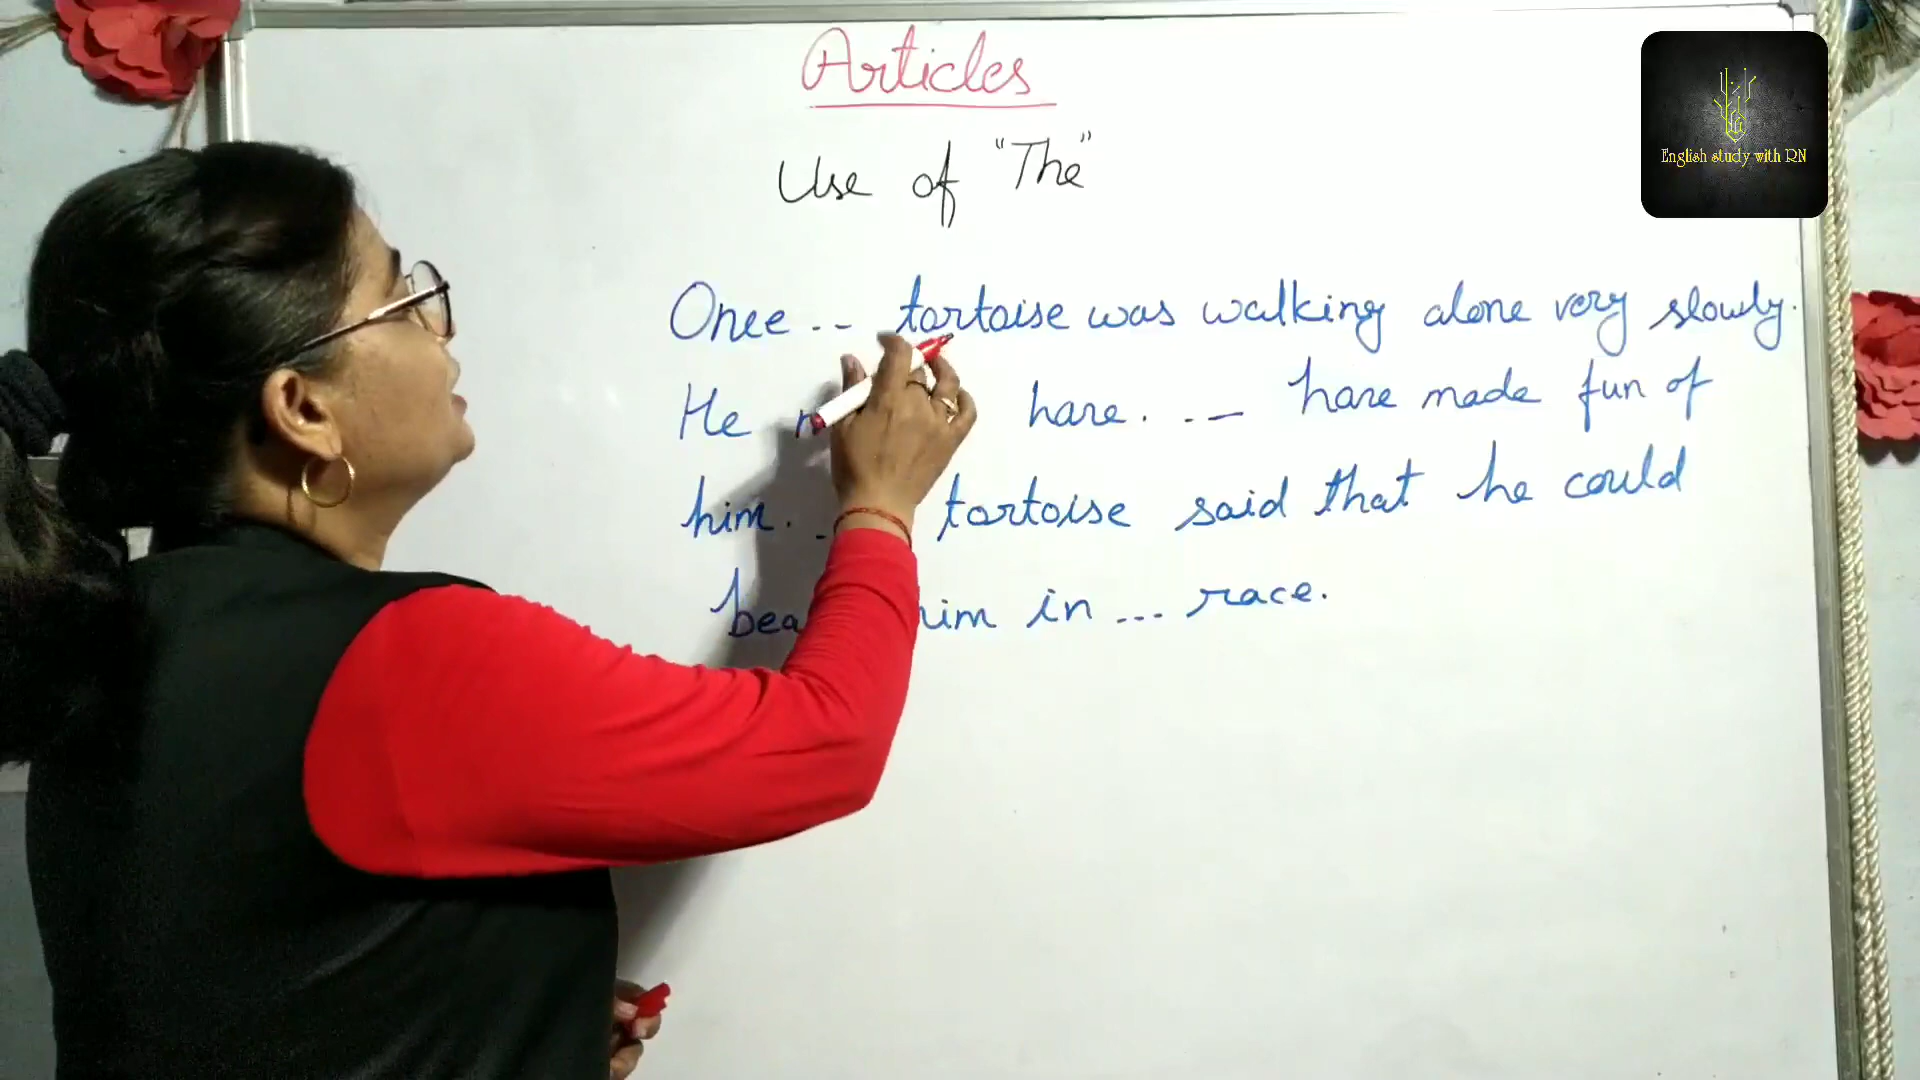 Articles
Use of "The"
English study with RN
Once -- tortoise was walking alone very slowly.
He hare. -- hare made fun of
him. tortoise said that he could
him in --- race.